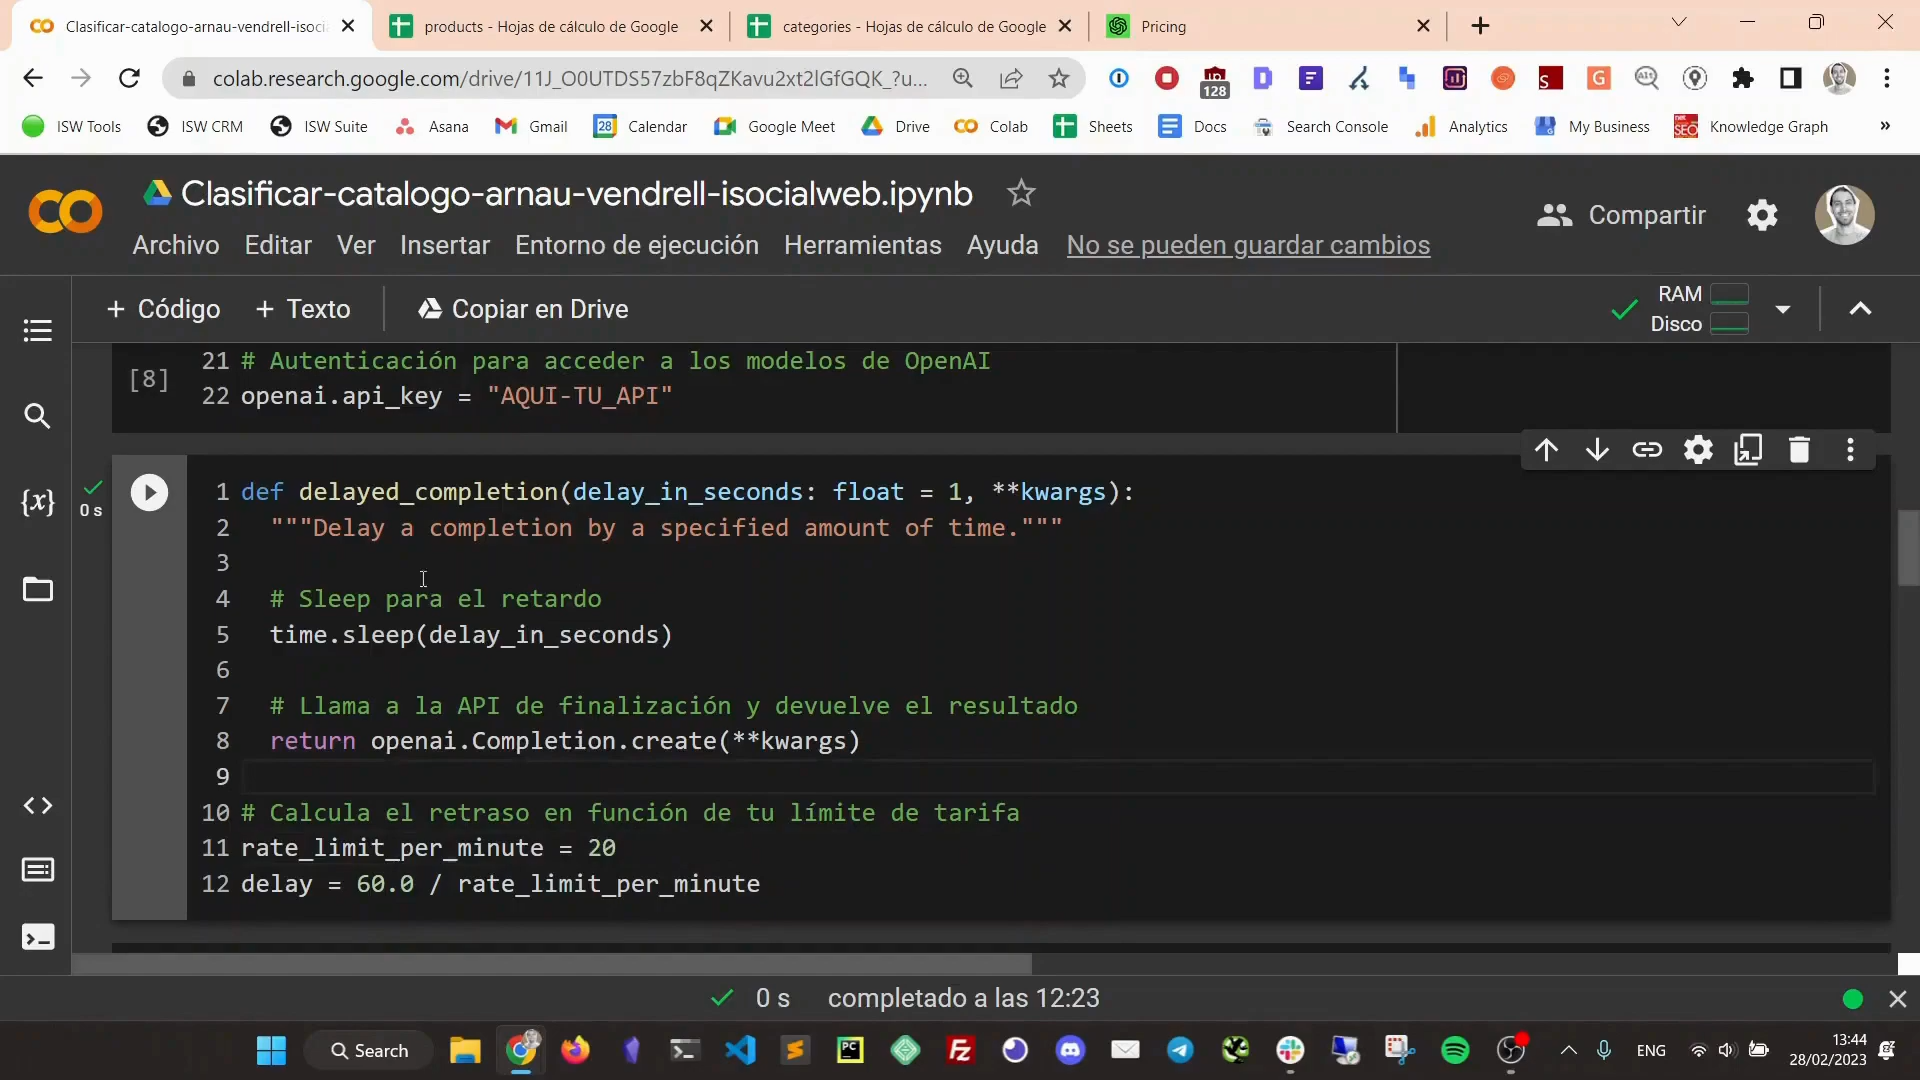 Clasificar-catalogo-arnau-vendrell-isoci
products - Hojas de cálculo de Google
categories - Hojas de cálculo de Google
Pricing
colab.research.google.com/drive/11J_O0UTDS57zbF8qZKavu2xt2lGfGQK_?u...
128
ISW Tools
ISW CRM
ISW Suite
Asana
Gmail
Calendar
Google Meet
Drive
Colab
Sheets
Docs
Search Console
Analytics
My Business
Knowledge Graph
»
Clasificar-catalogo-arnau-vendrell-isocialweb.ipynb
Compartir
Archivo Editar Ver Insertar Entorno de ejecución Herramientas Ayuda No se pueden guardar cambios
+ Código + Texto Copiar en Drive
RAM
Disco
[8]
21 # Autenticación para acceder a los modelos de OpenAI
22 openai.api_key = "AQUI-TU_API"
0 s
1 def delayed_completion(delay_in_seconds: float = 1, **kwargs):
2 """Delay a completion by a specified amount of time."""
3
4 # Sleep para el retardo
5 time.sleep(delay_in_seconds)
6
7 # Llama a la API de finalización y devuelve el resultado
8 return openai.Completion.create(**kwargs)
9
10 # Calcula el retraso en función de tu límite de tarifa
11 rate_limit_per_minute = 20
12 delay = 60.0 / rate_limit_per_minute
0 s completado a las 12:23
Search
ENG
13:44
28/02/2023